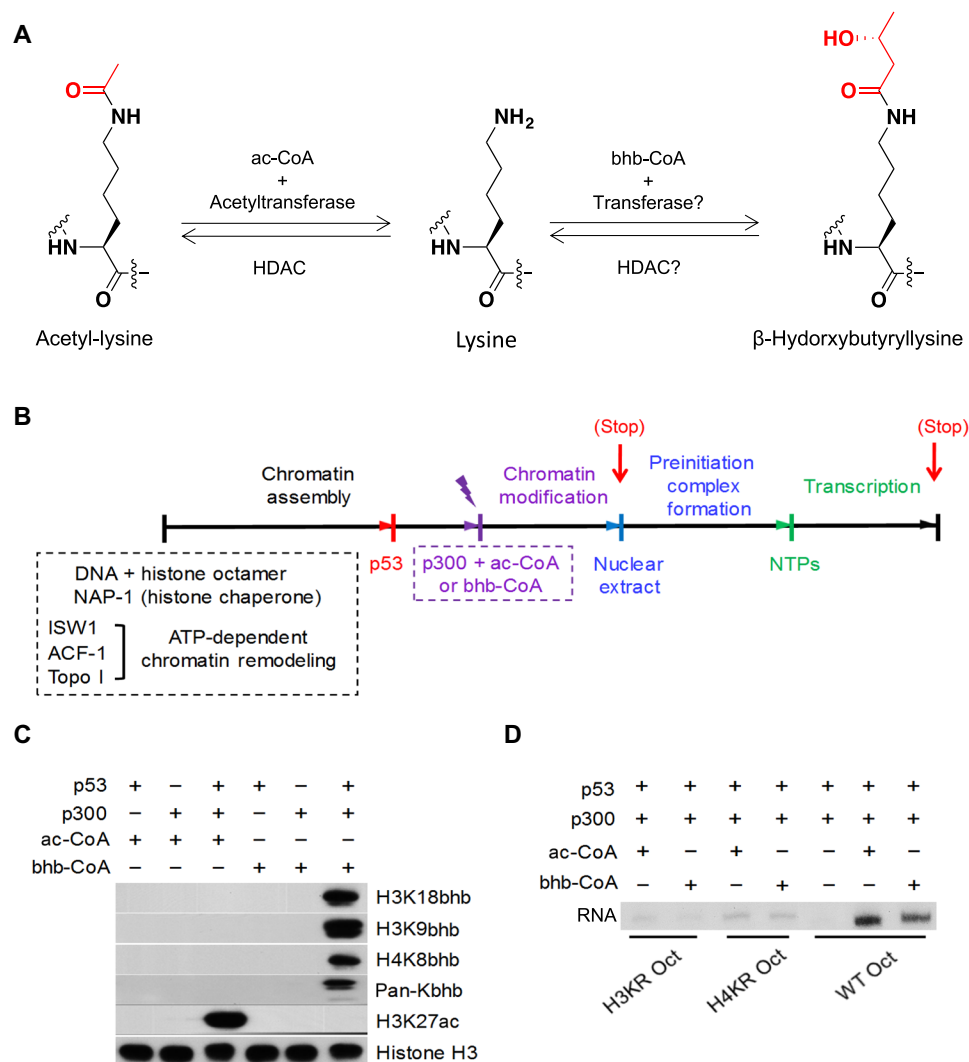 A
O
NH
HN
O
Acetyl-lysine
ac-CoA
+
Acetyltransferase
HDAC
NH2
HN
O
Lysine
bhb-CoA
+
Transferase?
HDAC?
HO
O
NH
HN
O
β-Hydorxybutyryllysine
B
(Stop)
(Stop)
Chromatin
assembly
Chromatin
modification
Preinitiation
complex
formation
Transcription
p53
p300 + ac-CoA
or bhb-CoA
Nuclear
extract
NTPs
DNA + histone octamer
NAP-1 (histone chaperone)
ISW1
ACF-1
Topo I
ATP-dependent
chromatin remodeling
C
p53 + – + + – +
p300 – + + – + +
ac-CoA + + + – – –
bhb-CoA – – – + + +
H3K18bhb
H3K9bhb
H4K8bhb
Pan-Kbhb
H3K27ac
Histone H3
D
p53 + + + + + + +
p300 + + + + + + +
ac-CoA + – + – – + –
bhb-CoA – + – + – – +
RNA
H3KR Oct
H4KR Oct
WT Oct